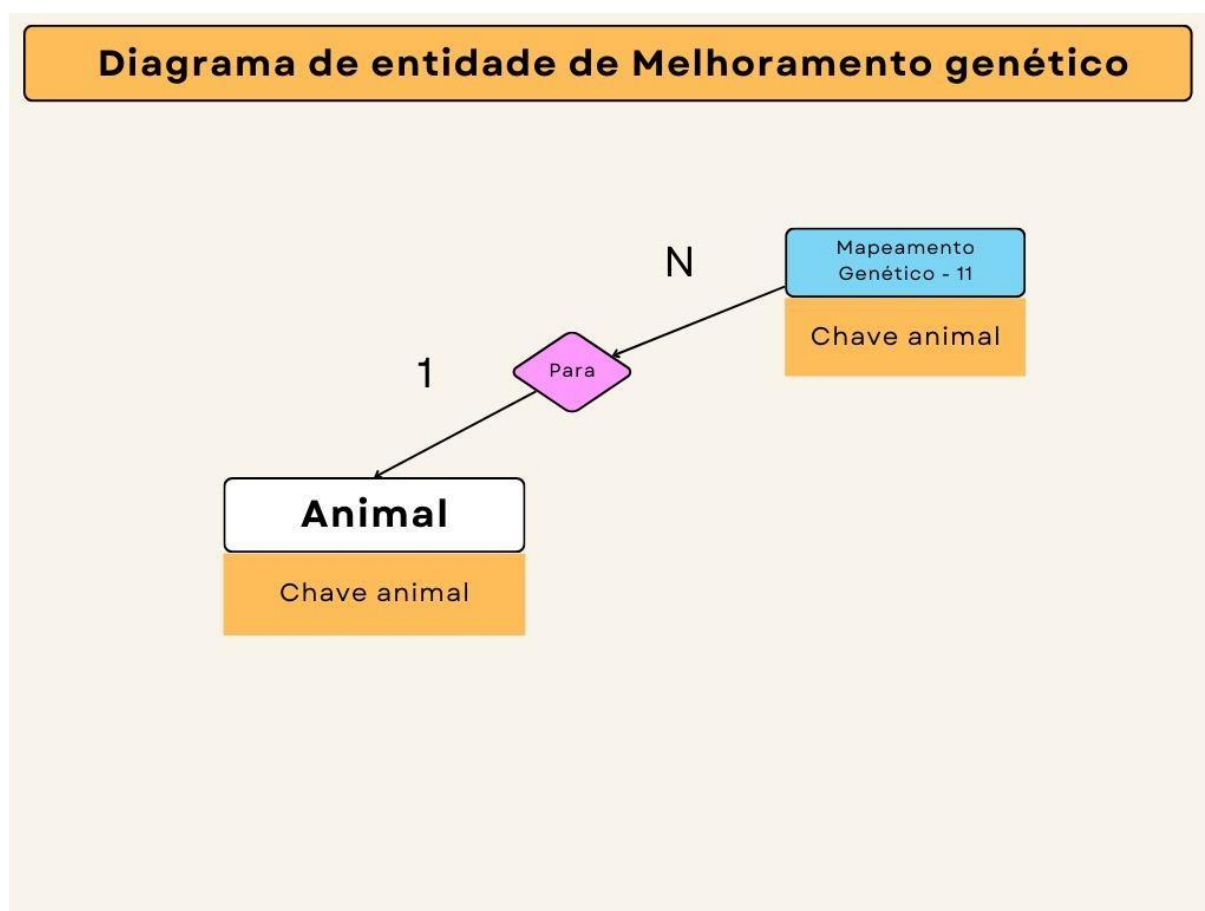 Diagrama de entidade de Melhoramento genético
N
Mapeamento
Genético - 11
Chave animal
1
Para
Animal
Chave animal